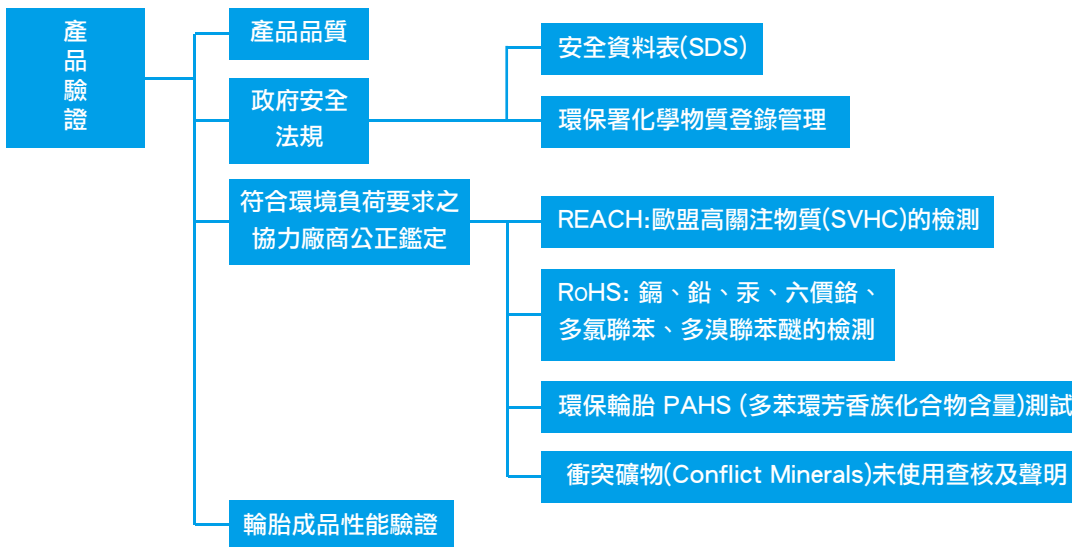 產品驗證
產品品質
政府安全
法規
安全資料表(SDS)
環保署化學物質登錄管理
符合環境負荷要求之
協力廠商公正鑑定
REACH:歐盟高關注物質(SVHC)的檢測
RoHS: 鎘、鉛、汞、六價鉻、
多氯聯苯、多溴聯苯醚的檢測
環保輪胎 PAHS (多苯環芳香族化合物含量)測試
衝突礦物(Conflict Minerals)未使用查核及聲明
輪胎成品性能驗證